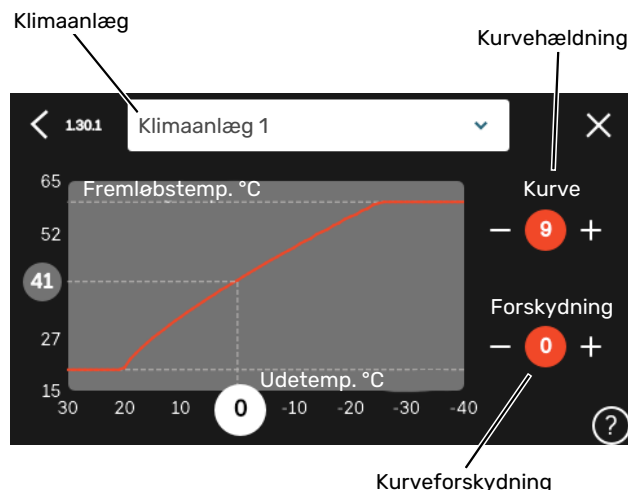 Klimaanlæg
Kurvehældning
1.30.1
Klimaanlæg 1
65
Fremløbstemp. °C
Kurve
52
− 9 +
41
Forskydning
27
− 0 +
Udetemp. °C
15
30 20 10 0 -10 -20 -30 -40
?
Kurveforskydning